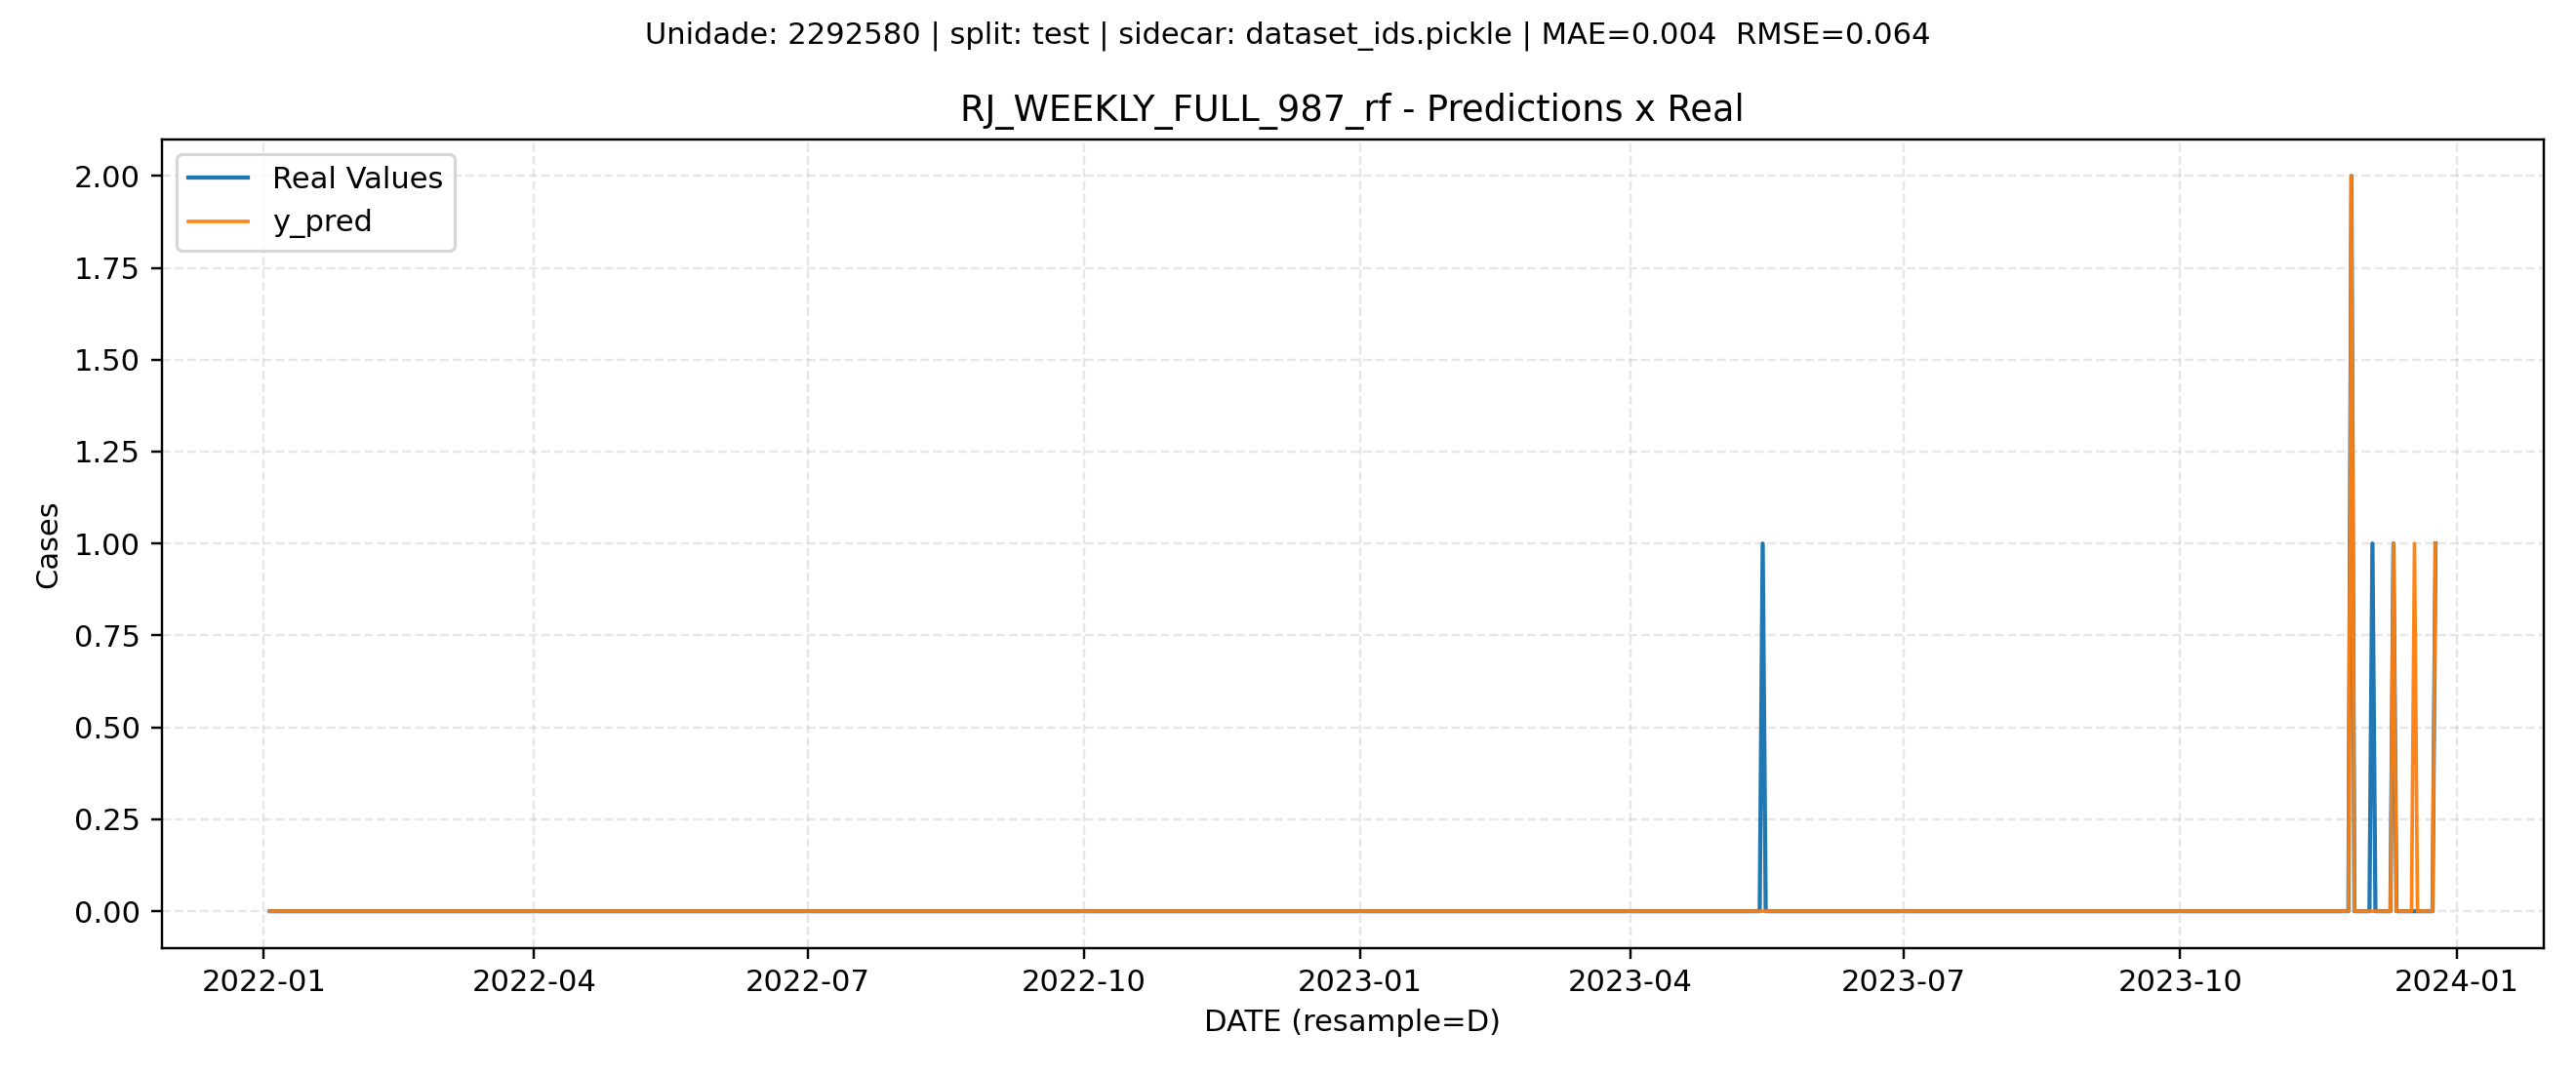 Unidade: 2292580 | split: test | sidecar: dataset_ids.pickle | MAE=0.004  RMSE=0.064
RJ_WEEKLY_FULL_987_rf - Predictions x Real
Real Values
y_pred
2.00
1.75
1.50
1.25
1.00
0.75
0.50
0.25
0.00
Cases
2022-01 2022-04 2022-07 2022-10 2023-01 2023-04 2023-07 2023-10 2024-01
DATE (resample=D)